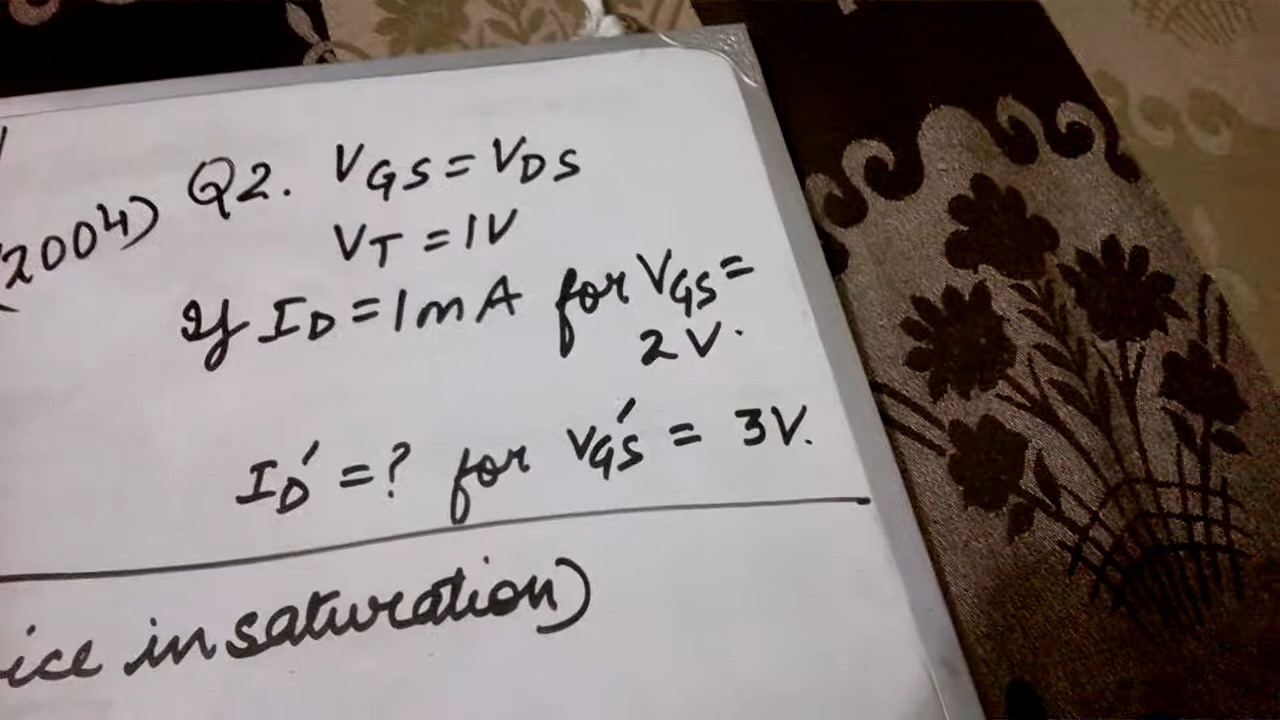 (2004) Q2. VGS = VDS
VT = 1V
If ID = 1mA for VGS =
2V.
ID' = ? for VGS' = 3V.
ice in saturation)